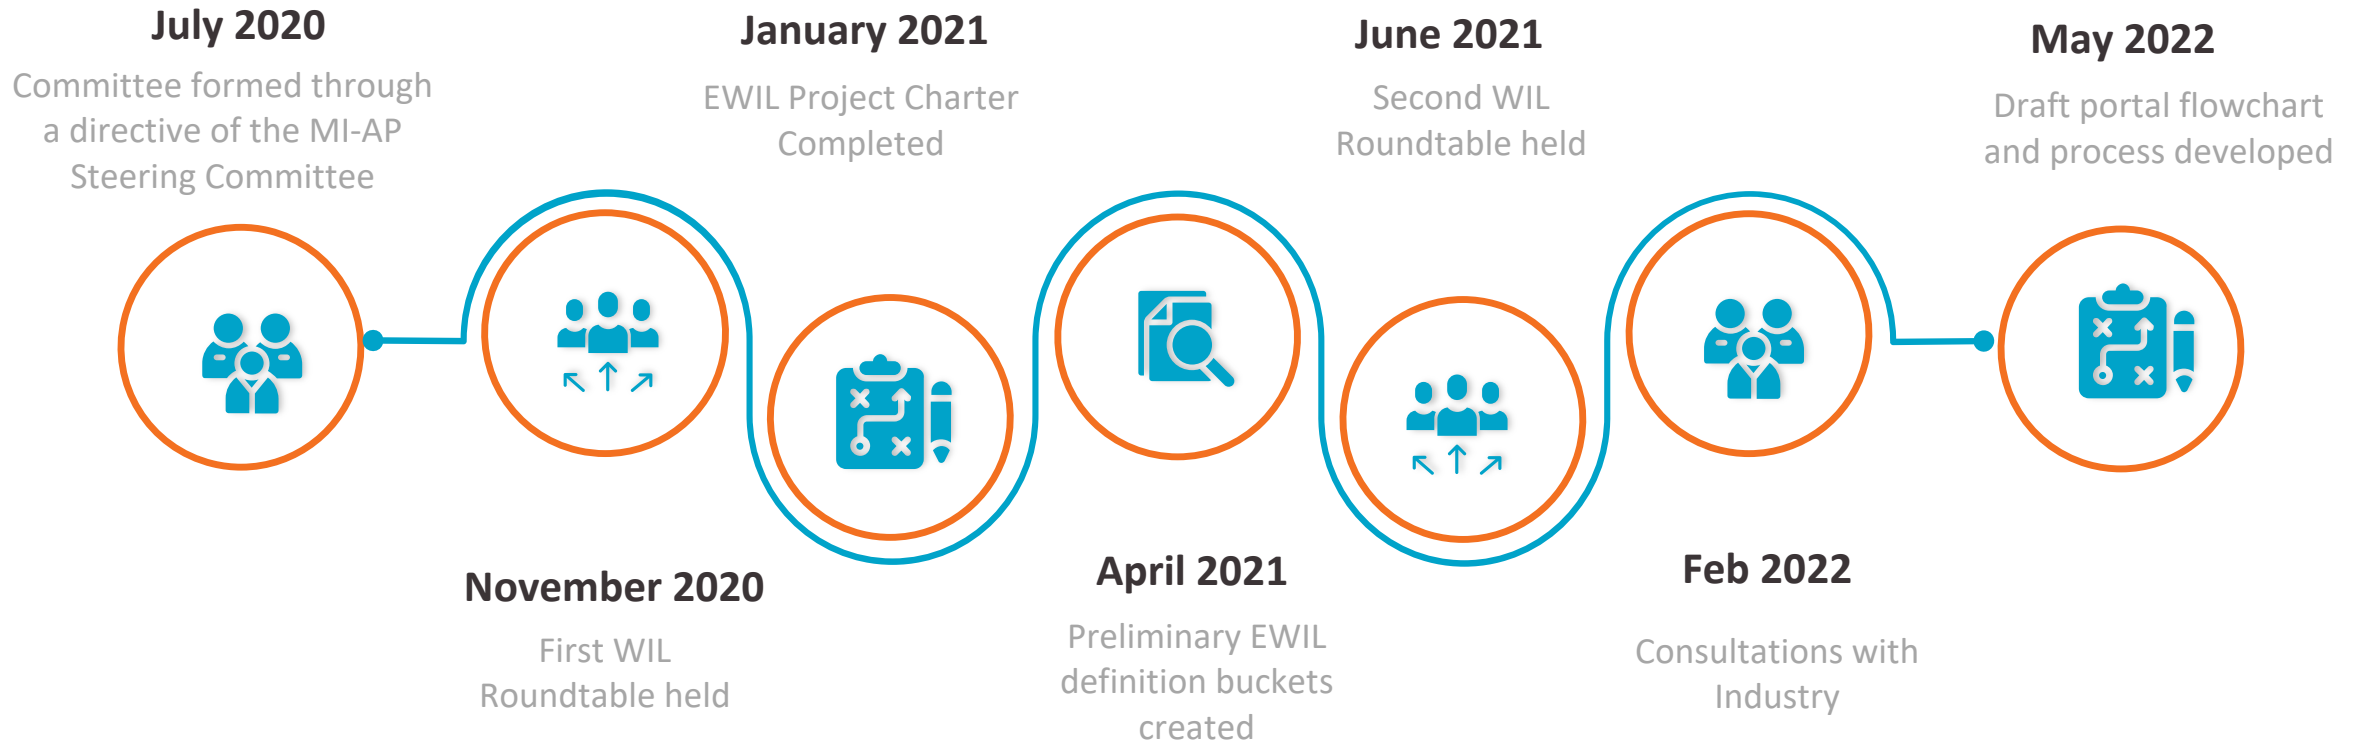 July 2020
Committee formed through
a directive of the MI-AP
Steering Committee
November 2020
First WIL
Roundtable held
January 2021
EWIL Project Charter
Completed
April 2021
Preliminary EWIL
definition buckets
created
June 2021
Second WIL
Roundtable held
Feb 2022
Consultations with
Industry
May 2022
Draft portal flowchart
and process developed